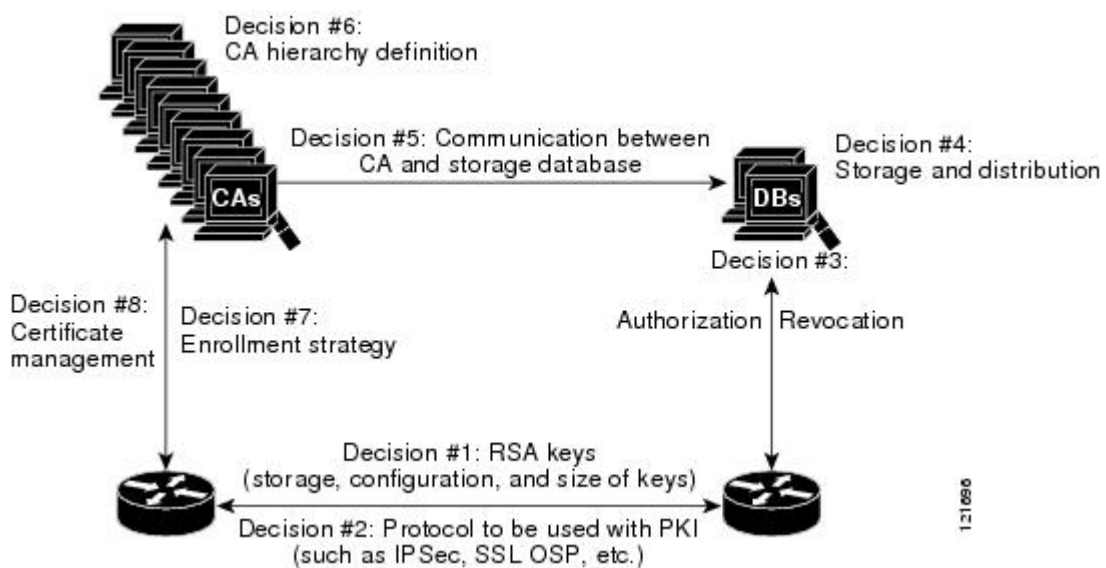 Decision #6:
CA hierarchy definition
Decision #5: Communication between
CA and storage database
Decision #4:
Storage and distribution
CAs
DBs
Decision #3:
Decision #8:
Certificate
management
Decision #7:
Enrollment strategy
Authorization
Revocation
Decision #1: RSA keys
(storage, configuration, and size of keys)
Decision #2: Protocol to be used with PKI
(such as IPSec, SSL OSP, etc.)
121696